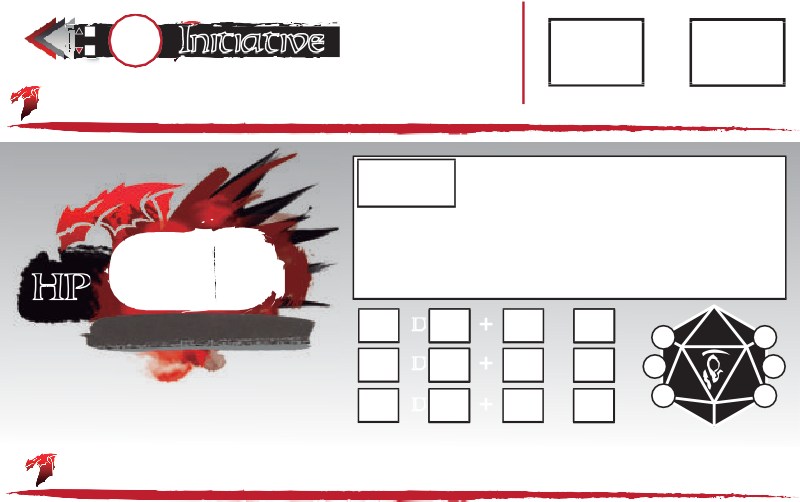 Initiative
HP
D +
D +
D +